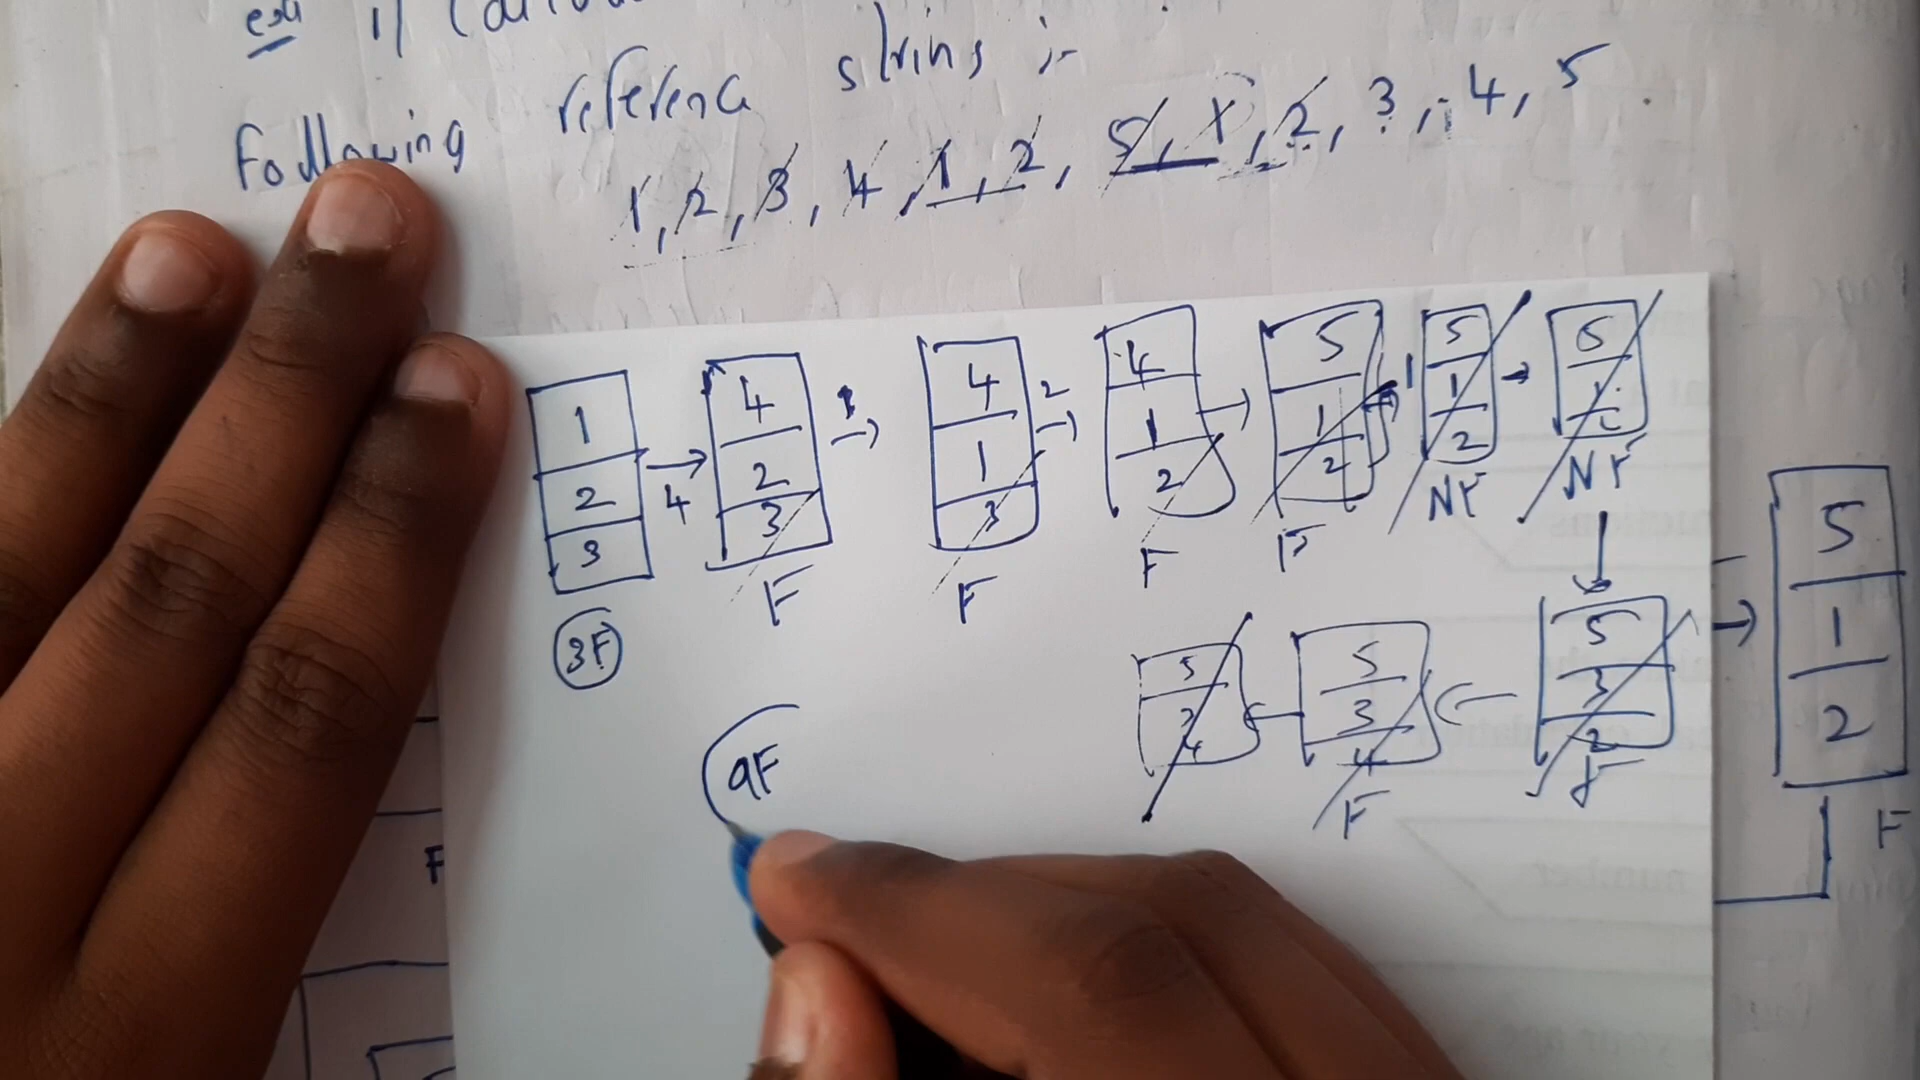 1)
Following reference string :-
1, 2, 3, 4, 1, 2, 5, 1, 2, 3, 4, 5
1 2 3
3F
4
4 2 3
F
1
4 1 3
F
2
4 1 2
F
5 1 2
F
1
5 1 2
NF
5
NF
5 3 2
F
5 3 4
F
5 3 4
9F
5 1 2
F
F